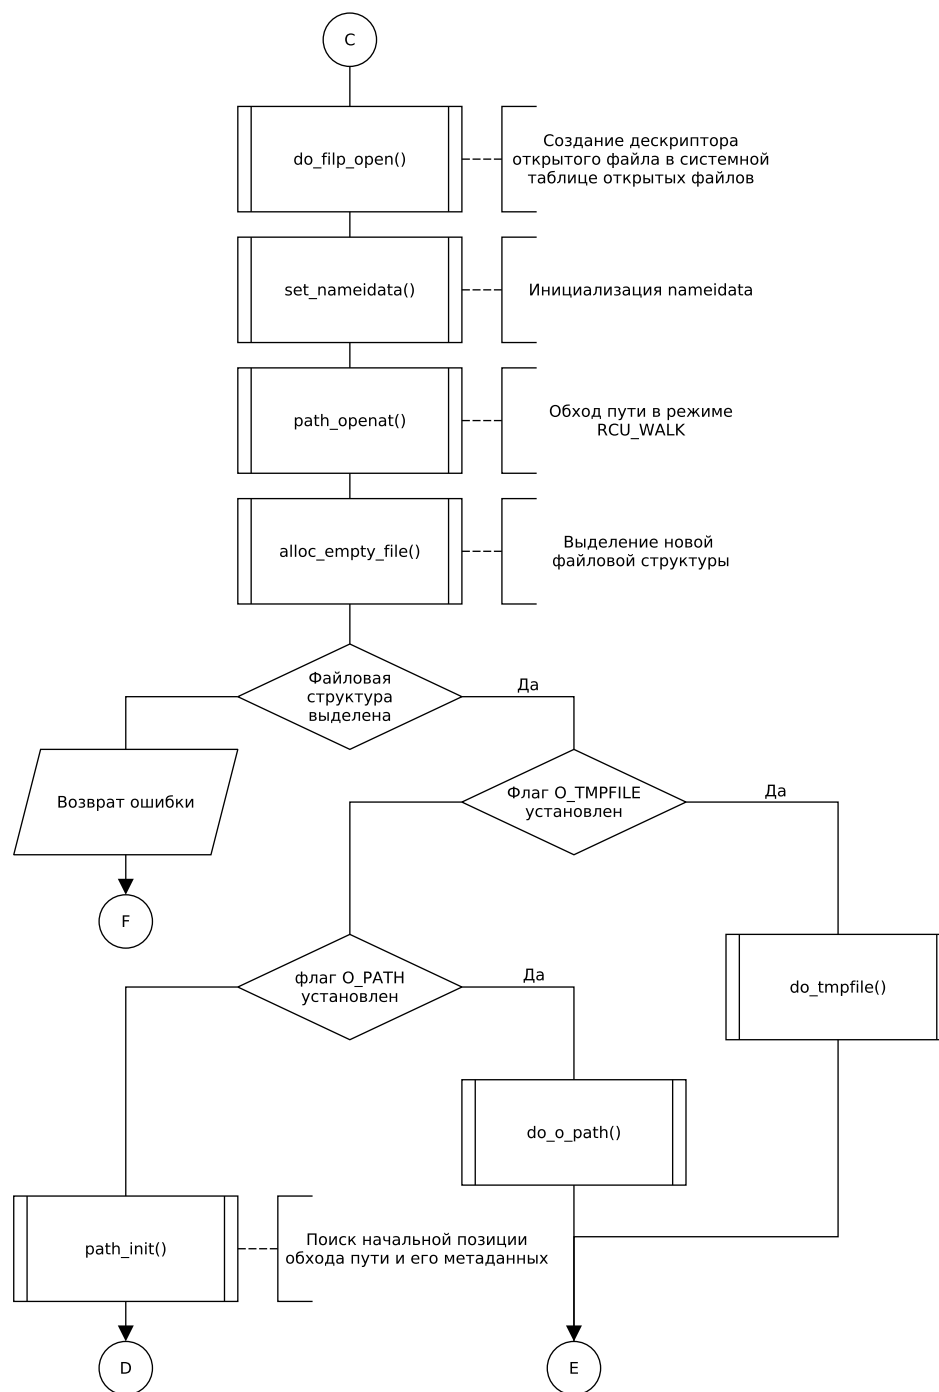 C
do_filp_open()
Создание дескриптора
открытого файла в системной
таблице открытых файлов
set_nameidata()
Инициализация nameidata
path_openat()
Обход пути в режиме
RCU_WALK
alloc_empty_file()
Выделение новой
файловой структуры
Файловая
структура
выделена
Да
Возврат ошибки
Флаг O_TMPFILE
установлен
Да
F
флаг O_PATH
установлен
Да
do_tmpfile()
do_o_path()
path_init()
Поиск начальной позиции
обхода пути и его метаданных
D
E